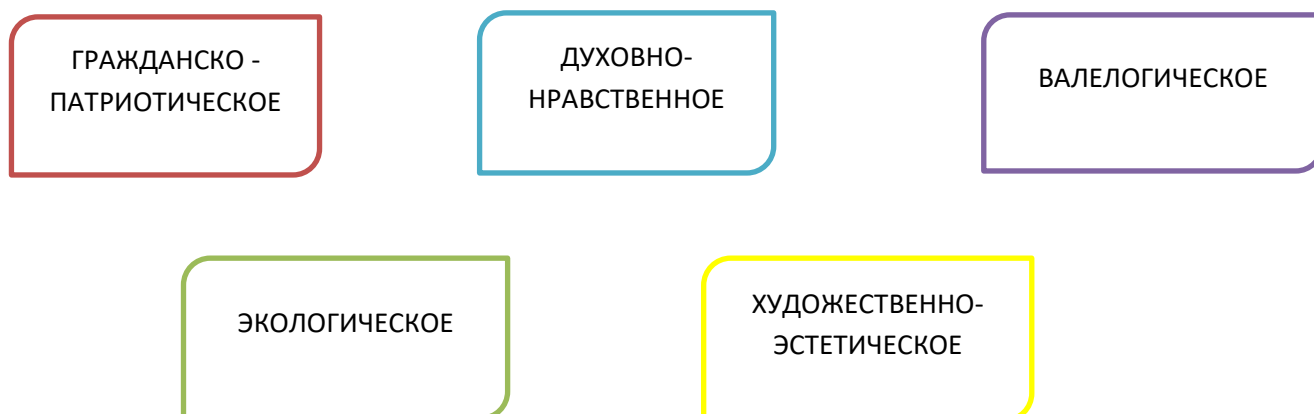 ГРАЖДАНСКО -
ПАТРИОТИЧЕСКОЕ
ДУХОВНО-
НРАВСТВЕННОЕ
ВАЛЕЛОГИЧЕСКОЕ
ЭКОЛОГИЧЕСКОЕ
ХУДОЖЕСТВЕННО-
ЭСТЕТИЧЕСКОЕ